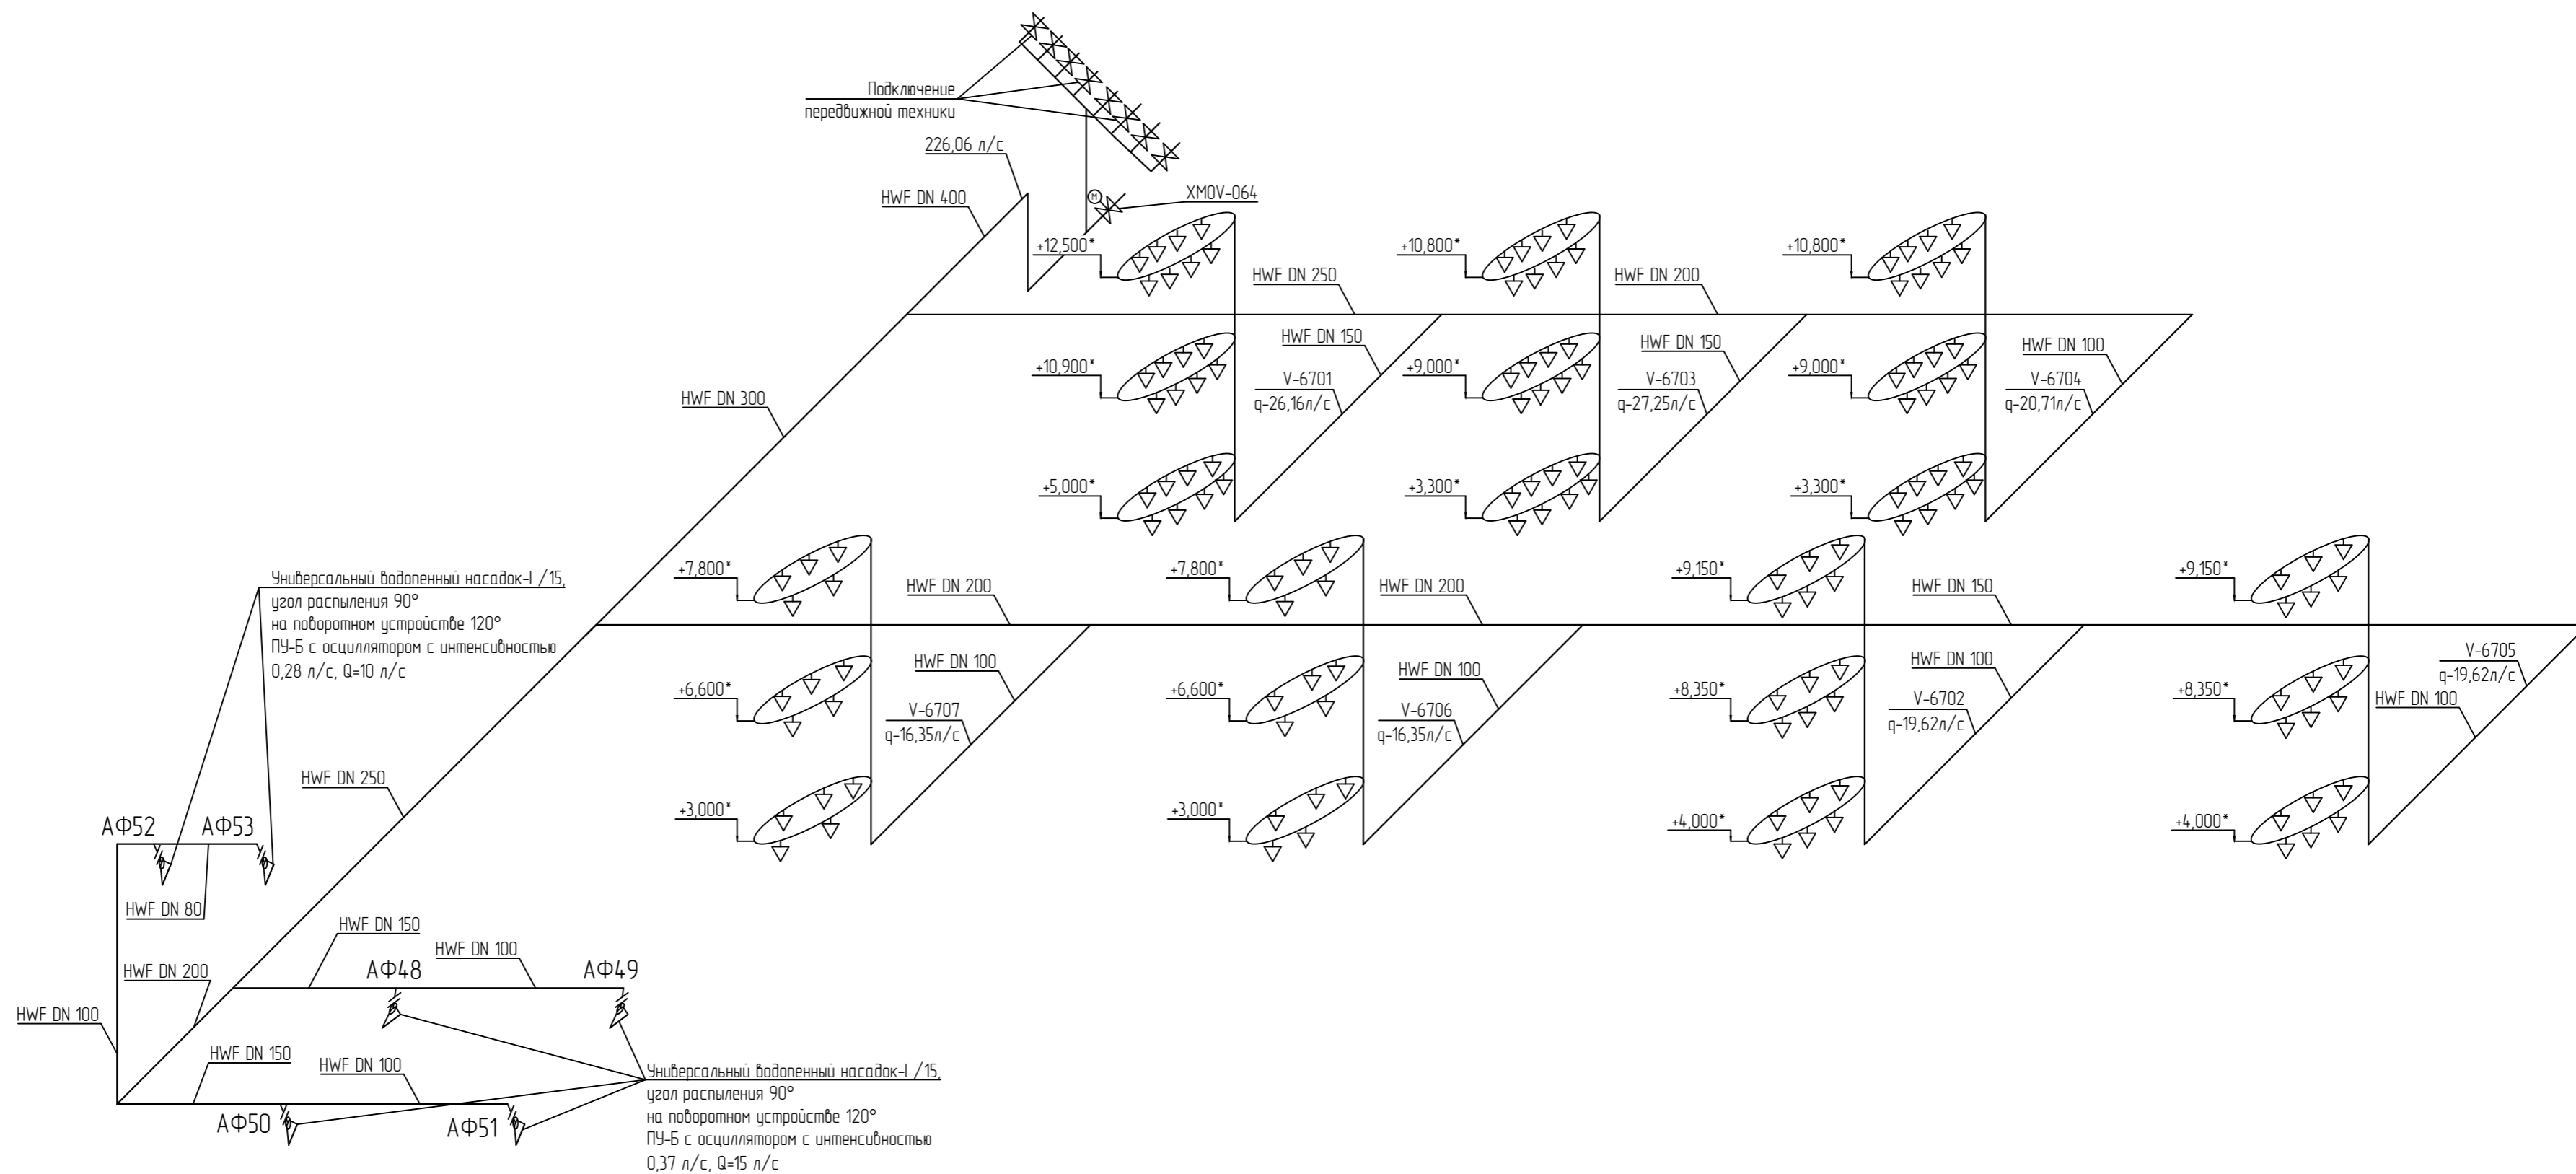 Подключение
передвижной техники
226,06 л/с
HWF DN 400
XMOV-064
М
+12,500*
+10,800*
+10,800*
HWF DN 250
HWF DN 200
HWF DN 150
HWF DN 150
HWF DN 100
+10,900*
+9,000*
+9,000*
V-6701
q-26,16л/с
V-6703
q-27,25л/с
V-6704
q-20,71л/с
HWF DN 300
+5,000*
+3,300*
+3,300*
+7,800*
+7,800*
+9,150*
+9,150*
HWF DN 200
HWF DN 200
HWF DN 150
Универсальный водопенный насадок-I /15,
угол распыления 90°
на поворотном устройстве 120°
ПУ-Б с осциллятором с интенсивностью
0,28 л/с, Q=10 л/с
HWF DN 100
HWF DN 100
HWF DN 100
V-6705
q-19,62л/с
HWF DN 100
+6,600*
+6,600*
+8,350*
+8,350*
V-6707
q-16,35л/с
V-6706
q-16,35л/с
V-6702
q-19,62л/с
HWF DN 250
+3,000*
+3,000*
+4,000*
+4,000*
АФ52
АФ53
HWF DN 80
HWF DN 150
HWF DN 100
HWF DN 200
АФ48
АФ49
HWF DN 100
HWF DN 150
HWF DN 100
АФ50
АФ51
Универсальный водопенный насадок-I /15,
угол распыления 90°
на поворотном устройстве 120°
ПУ-Б с осциллятором с интенсивностью
0,37 л/с, Q=15 л/с